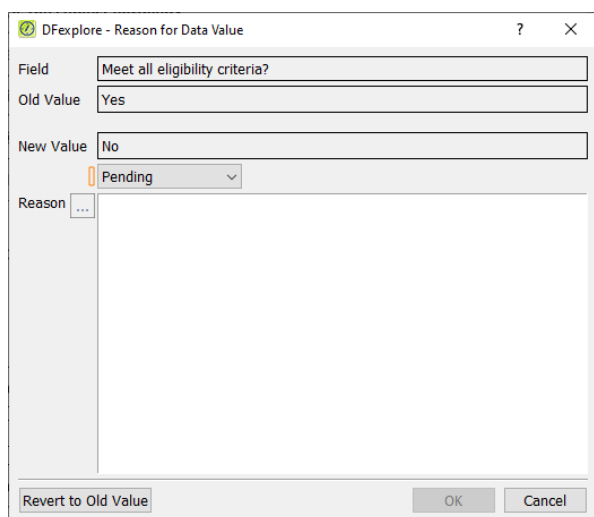 DFexplore - Reason for Data Value
Field Meet all eligibility criteria?
Old Value Yes
New Value No
Pending
Reason ...
Revert to Old Value OK Cancel